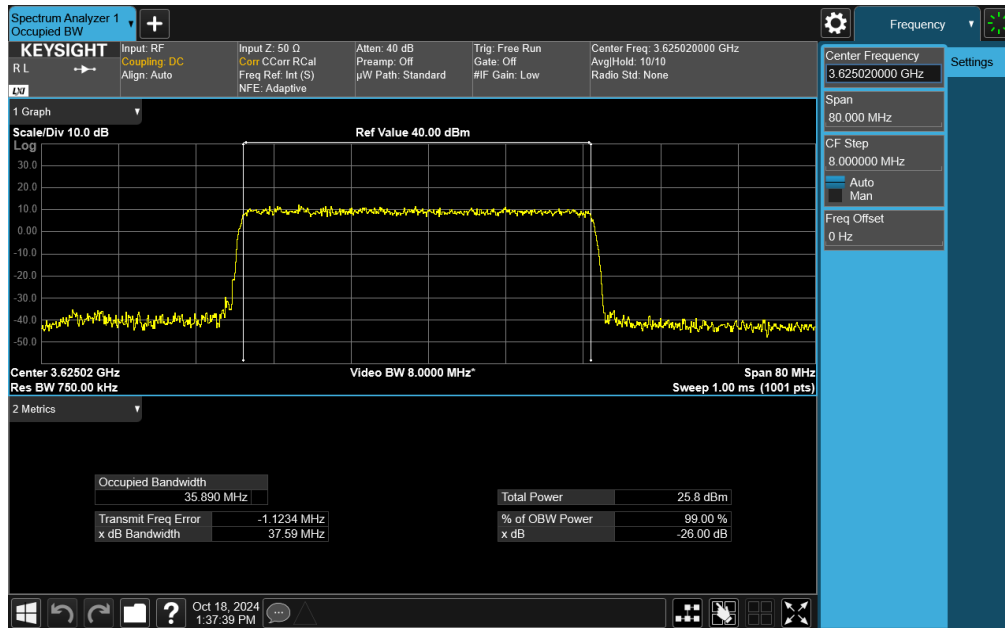 Spectrum Analyzer 1
Occupied BW
Frequency
KEYSIGHT
R L
LXI
Input: RF
Coupling: DC
Align: Auto
Input Z: 50 Ω
Corr CCorr RCal
Freq Ref: Int (S)
NFE: Adaptive
Atten: 40 dB
Preamp: Off
µW Path: Standard
Trig: Free Run
Gate: Off
#IF Gain: Low
Center Freq: 3.625020000 GHz
Avg|Hold: 10/10
Radio Std: None
Center Frequency
3.625020000 GHz
Settings
Span
80.000 MHz
CF Step
8.000000 MHz
Auto
Man
Freq Offset
0 Hz
1 Graph
Scale/Div 10.0 dB
Ref Value 40.00 dBm
Log
30.0
20.0
10.0
0.00
-10.0
-20.0
-30.0
-40.0
-50.0
Center 3.62502 GHz
Video BW 8.0000 MHz*
Span 80 MHz
Res BW 750.00 kHz
Sweep 1.00 ms (1001 pts)
2 Metrics
Occupied Bandwidth
35.890 MHz
Total Power 25.8 dBm
Transmit Freq Error -1.1234 MHz
% of OBW Power 99.00 %
x dB Bandwidth 37.59 MHz
x dB -26.00 dB
?
Oct 18, 2024
1:37:39 PM